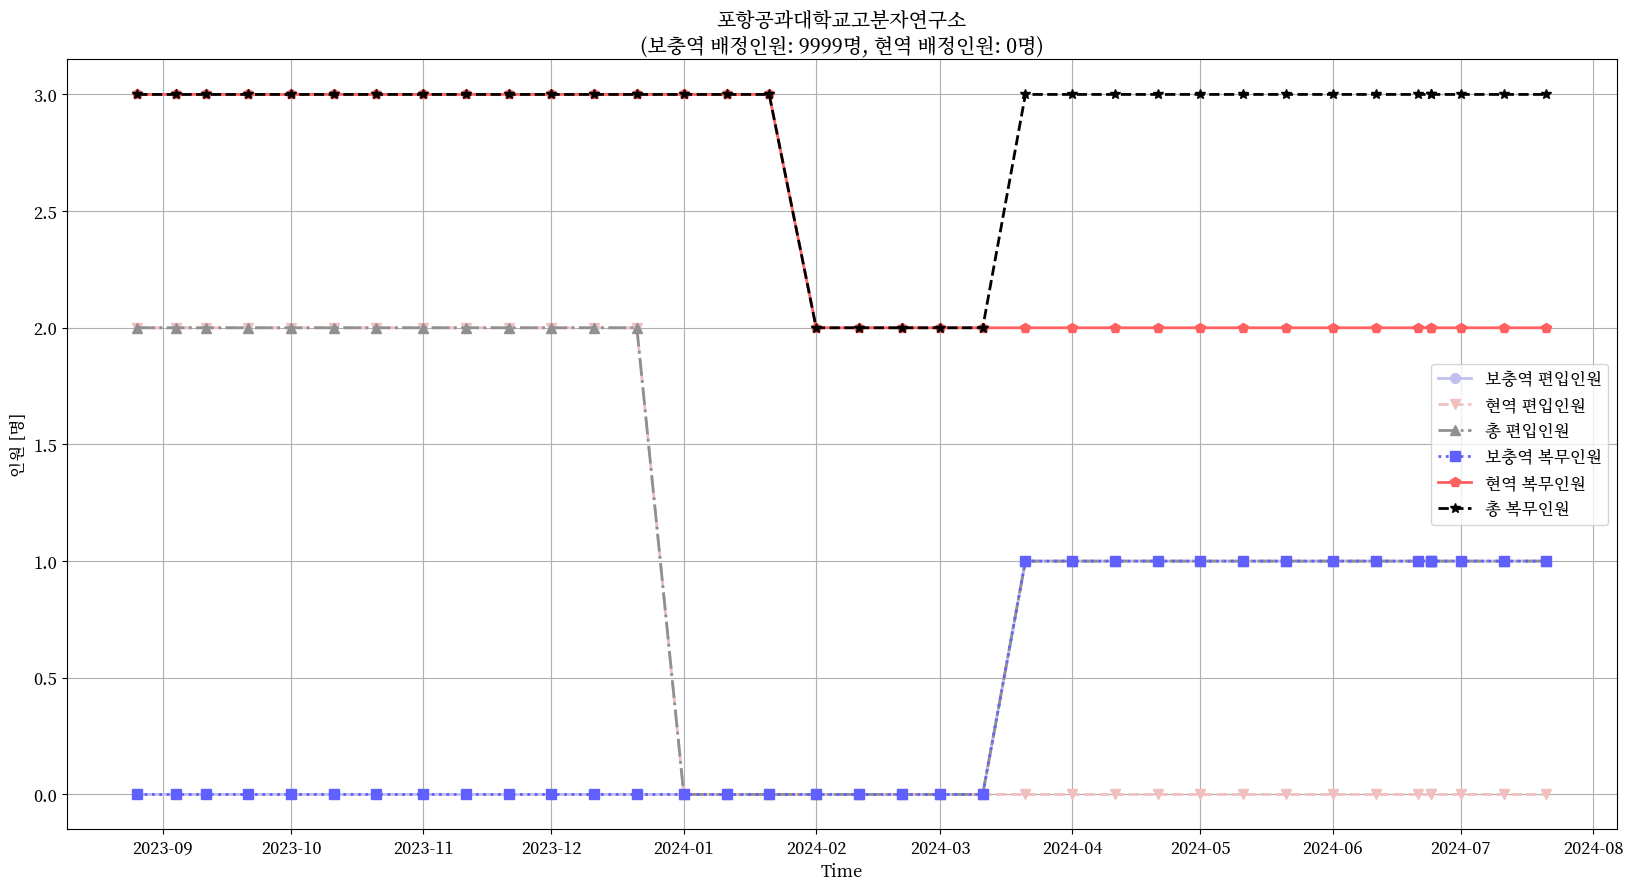 포항공과대학교고분자연구소
(보충역 배정인원: 9999명, 현역 배정인원: 0명)
3.0
2.5
2.0
1.5
1.0
0.5
0.0
인원 [명]
보충역 편입인원
현역 편입인원
총 편입인원
보충역 복무인원
현역 복무인원
총 복무인원
2023-09
2023-10
2023-11
2023-12
2024-01
2024-02
2024-03
2024-04
2024-05
2024-06
2024-07
2024-08
Time